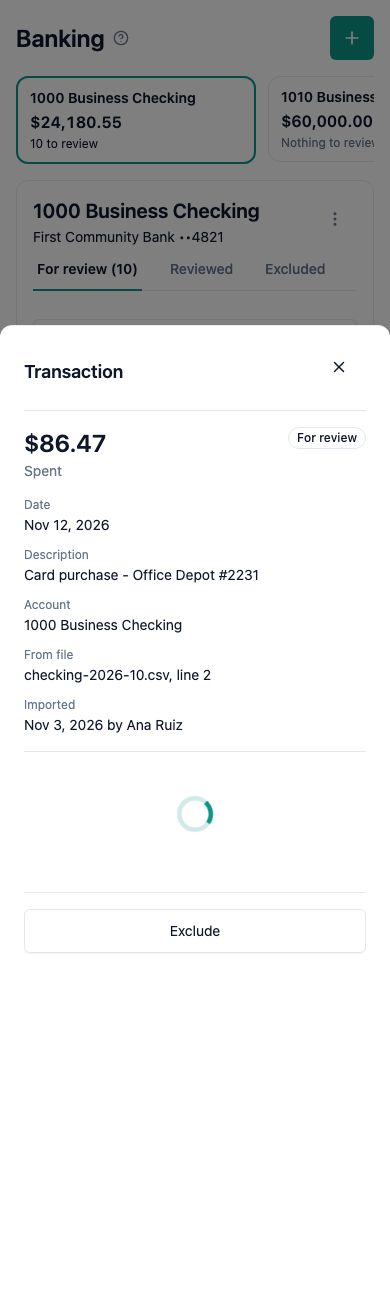 Banking
1000 Business Checking
$24,180.55
10 to review
1010 Business
$60,000.00
Nothing to review
1000 Business Checking
First Community Bank ••4821
For review (10)
Reviewed
Excluded
Transaction
$86.47
For review
Spent
Date
Nov 12, 2026
Description
Card purchase - Office Depot #2231
Account
1000 Business Checking
From file
checking-2026-10.csv, line 2
Imported
Nov 3, 2026 by Ana Ruiz
Exclude